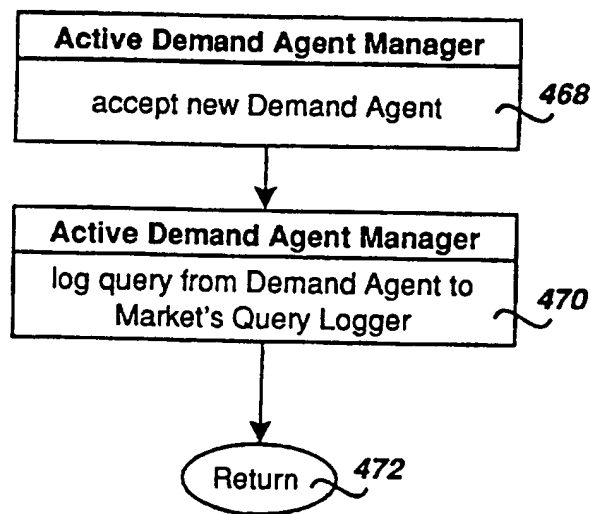 Active Demand Agent Manager
accept new Demand Agent
468
Active Demand Agent Manager
log query from Demand Agent to
Market's Query Logger
470
Return
472